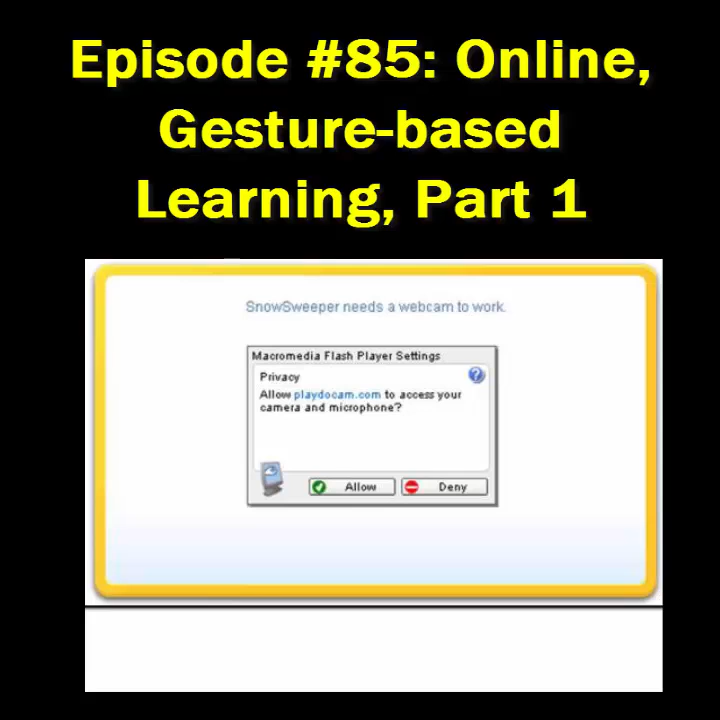 Episode #85: Online,
Gesture-based
Learning, Part 1
SnowSweeper needs a webcam to work.
Macromedia Flash Player Settings
Privacy
?
Allow playdocam.com to access your
camera and microphone?
Allow Deny